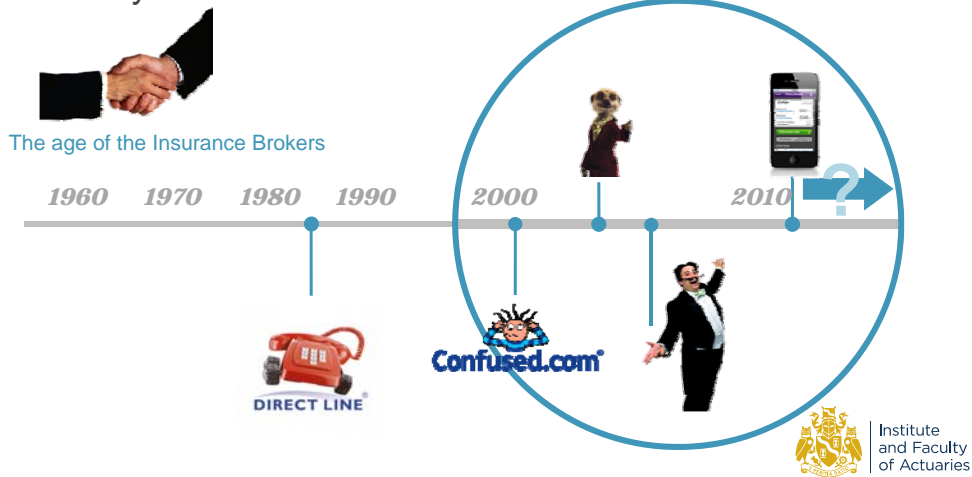 The age of the Insurance Brokers
1960 1970 1980 1990 2000 2010
?
DIRECT LINE®
Confused.com®
Institute
and Faculty
of Actuaries